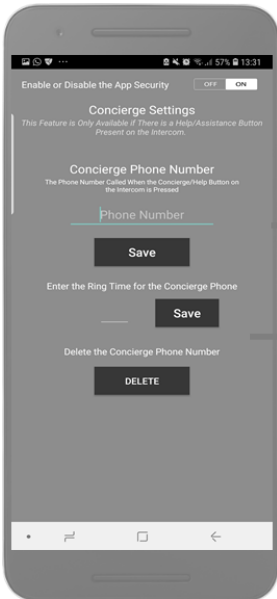 57% 13:31
Enable or Disable the App Security OFF ON
Concierge Settings
This Feature is Only Available if There is a Help/Assistance Button
Present on the Intercom.
Concierge Phone Number
The Phone Number Called When the Concierge/Help Button on
the Intercom is Pressed
Phone Number
Save
Enter the Ring Time for the Concierge Phone
Save
Delete the Concierge Phone Number
DELETE